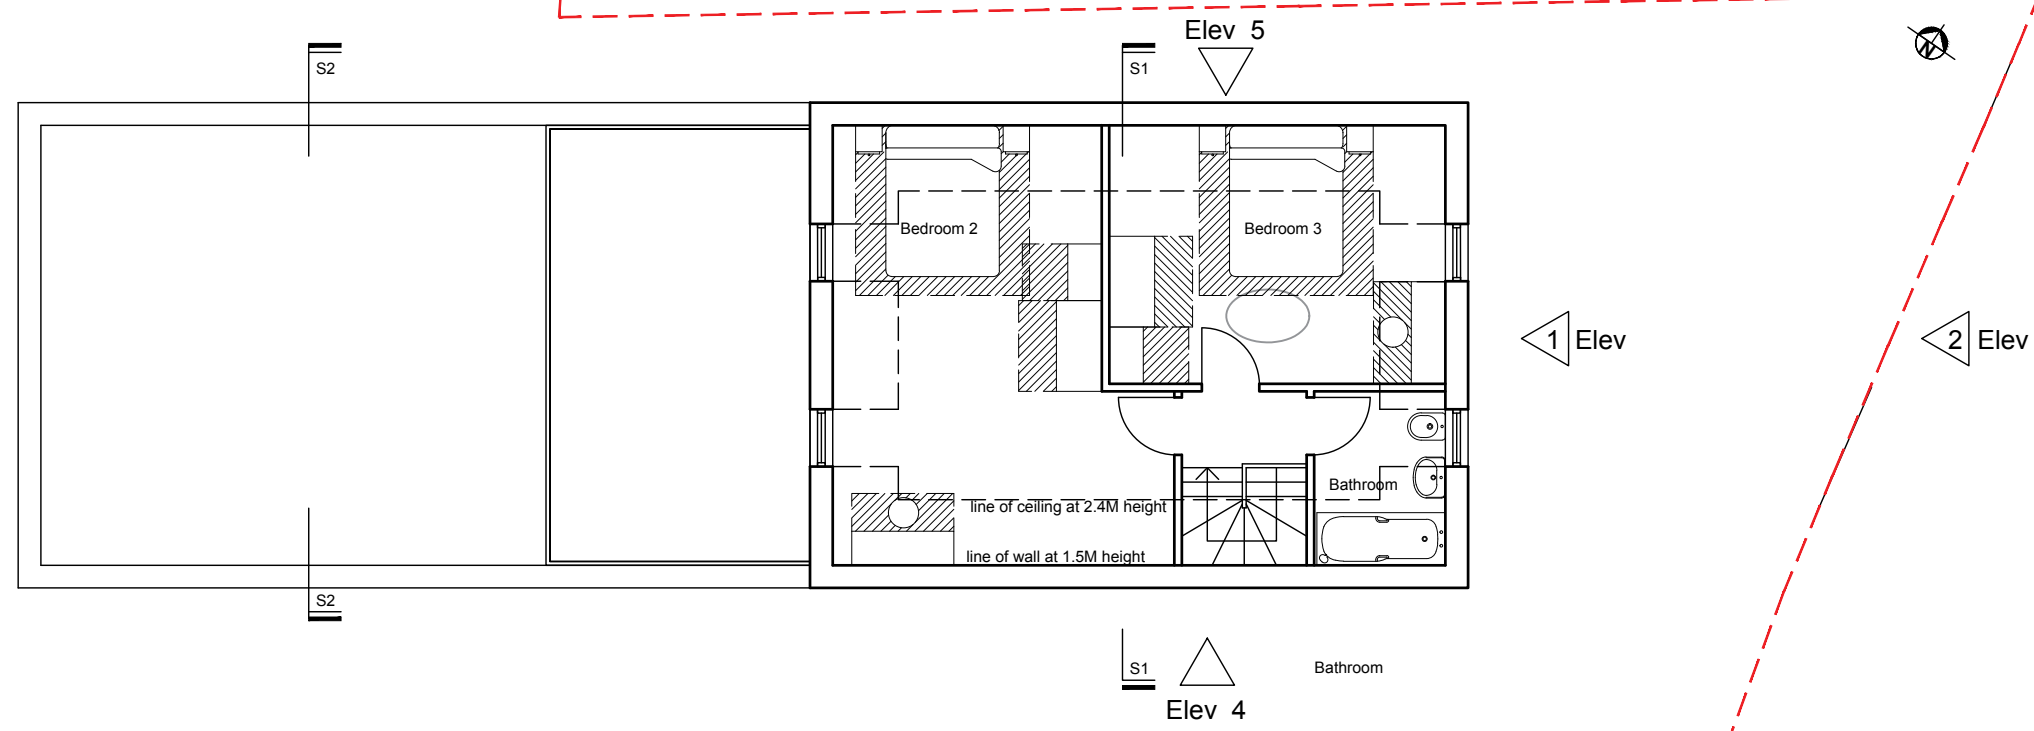 Elev 5
S2
S1
N
Bedroom 2
Bedroom 3
1 Elev
2 Elev
Bathroom
line of ceiling at 2.4M height
line of wall at 1.5M height
S2
S1
Bathroom
Elev 4